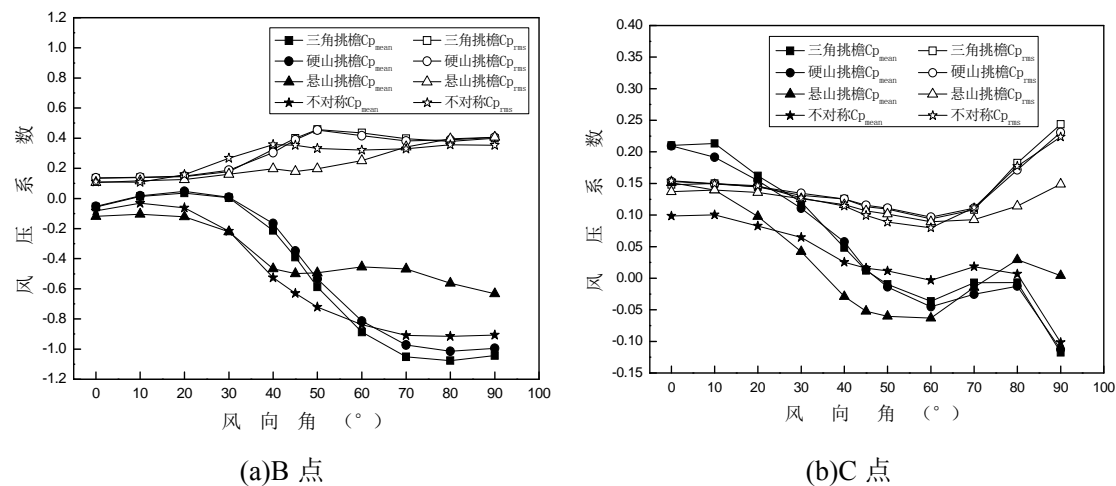 1.2
1.0
0.8
0.6
0.4
0.2
0.0
-0.2
-0.4
-0.6
-0.8
-1.0
-1.2
风压系数
三角挑檐Cpmean 三角挑檐Cprms
硬山挑檐Cpmean 硬山挑檐Cprms
悬山挑檐Cpmean 悬山挑檐Cprms
不对称Cpmean 不对称Cprms
0 10 20 30 40 50 60 70 80 90 100
风 向 角 (°)
(a)B 点
0.40
0.35
0.30
0.25
0.20
0.15
0.10
0.05
0.00
-0.05
-0.10
-0.15
风压系数
三角挑檐Cpmean 三角挑檐Cprms
硬山挑檐Cpmean 硬山挑檐Cprms
悬山挑檐Cpmean 悬山挑檐Cprms
不对称Cpmean 不对称Cprms
0 10 20 30 40 50 60 70 80 90 100
风 向 角 (°)
(b)C 点